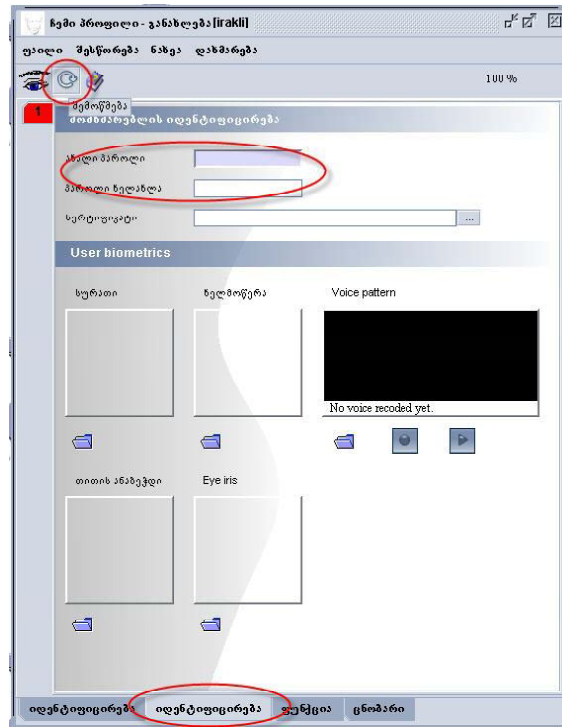 ჩემი პროფილი - განახლება[irakli]
ფაილი შესწორება ნახვა დახმარება
100 %
შემოწმება
1
მომხმარებლის იდენტიფიცირება
ახალი პაროლი
პაროლი ხელახლა
სერტიფიკატი
...
User biometrics
სურათი ხელმოწერა Voice pattern
No voice recoded yet.
თითის ანაბეჭდი Eye iris
იდენტიფიცირება იდენტიფიცირება ფუნქცია ცნობარი